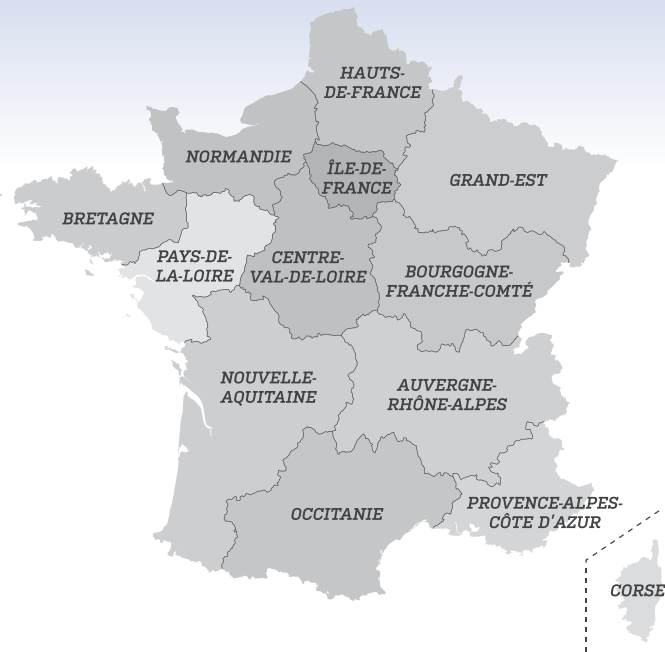 HAUTS-
DE-FRANCE
NORMANDIE
ÎLE-DE-
FRANCE
GRAND-EST
BRETAGNE
PAYS-DE-
LA-LOIRE
CENTRE-
VAL-DE-LOIRE
BOURGOGNE-
FRANCHE-COMTÉ
NOUVELLE-
AQUITAINE
AUVERGNE-
RHÔNE-ALPES
OCCITANIE
PROVENCE-ALPES-
CÔTE D'AZUR
CORSE